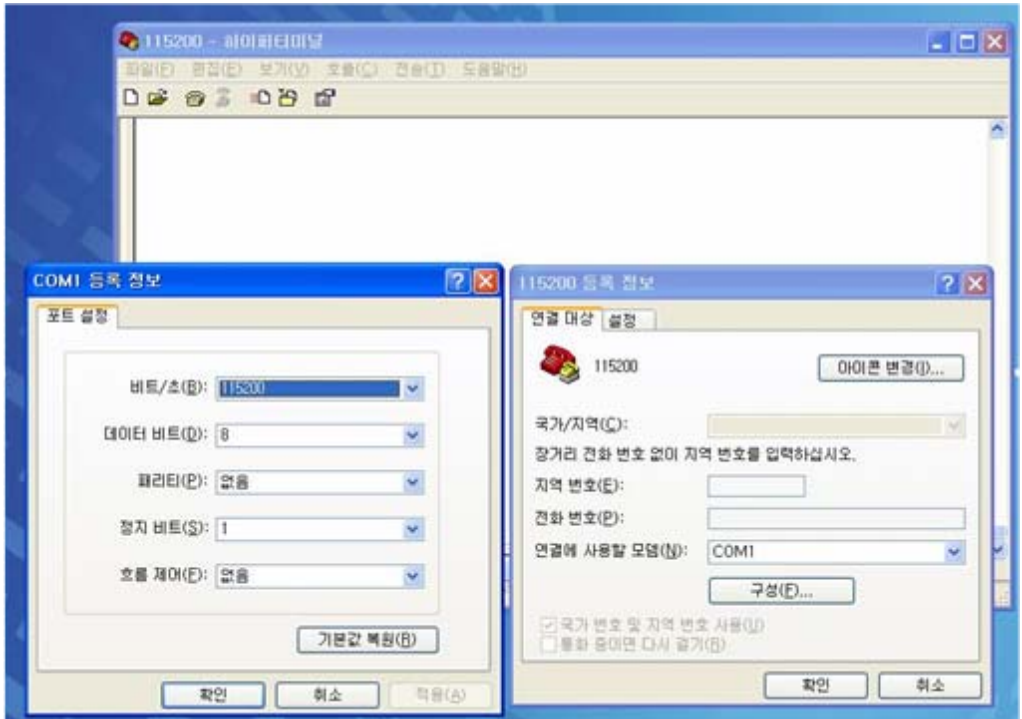 115200 - 하이퍼터미널
파일(F) 편집(E) 보기(V) 호출(C) 전송(T) 도움말(H)
COM1 등록 정보
포트 설정
비트/초(B): 115200
데이터 비트(D): 8
패리티(P): 없음
정지 비트(S): 1
흐름 제어(F): 없음
기본값 복원(R)
확인 취소 적용(A)
115200 등록 정보
연결 대상 설정
115200 아이콘 변경(I)...
국가/지역(C):
장거리 전화 번호 없이 지역 번호를 입력하십시오.
지역 번호(E):
전화 번호(P):
연결에 사용할 모뎀(N): COM1
구성(F)...
국가 번호 및 지역 번호 사용(U)
통화 중이면 다시 걸기(R)
확인 취소